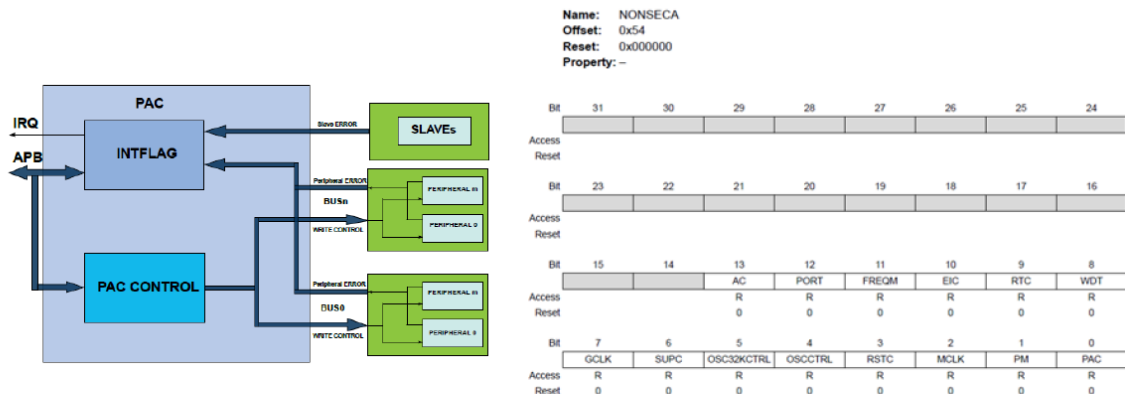 PAC
IRQ
APB
INTFLAG
PAC CONTROL
Slave ERROR
SLAVEs
Peripheral ERROR
BUSn
WRITE CONTROL
PERIPHERAL m
PERIPHERAL 0
Peripheral ERROR
BUS0
WRITE CONTROL
PERIPHERAL m
PERIPHERAL 0
Name: NONSECA
Offset: 0x54
Reset: 0x000000
Property: –
Bit 31 30 29 28 27 26 25 24
Access
Reset
Bit 23 22 21 20 19 18 17 16
Access
Reset
Bit 15 14 13 12 11 10 9 8
AC PORT FREQM EIC RTC WDT
Access R R R R R R
Reset 0 0 0 0 0 0
Bit 7 6 5 4 3 2 1 0
GCLK SUPC OSC32KCTRL OSCCTRL RSTC MCLK PM PAC
Access R R R R R R R R
Reset 0 0 0 0 0 0 0 0